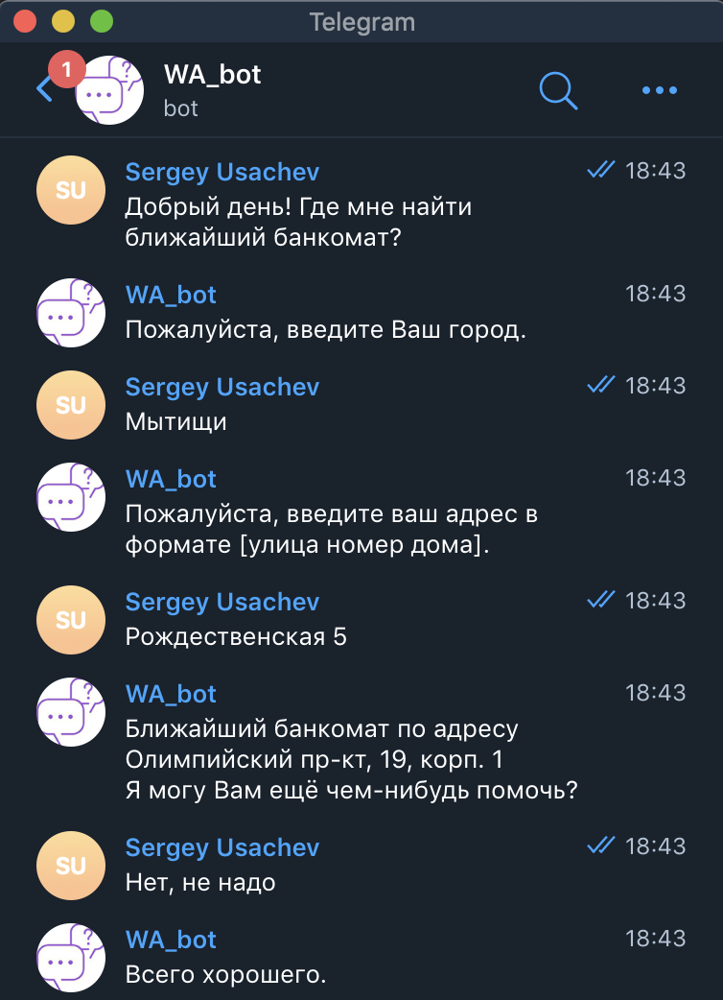 Telegram
1
WA_bot
bot
Sergey Usachev 18:43
Добрый день! Где мне найти
ближайший банкомат?
WA_bot 18:43
Пожалуйста, введите Ваш город.
SU
Sergey Usachev 18:43
Мытищи
WA_bot 18:43
Пожалуйста, введите ваш адрес в
формате [улица номер дома].
SU
Sergey Usachev 18:43
Рождественская 5
WA_bot 18:43
Ближайший банкомат по адресу
Олимпийский пр-кт, 19, корп. 1
Я могу Вам ещё чем-нибудь помочь?
SU
Sergey Usachev 18:43
Нет, не надо
WA_bot 18:43
Всего хорошего.